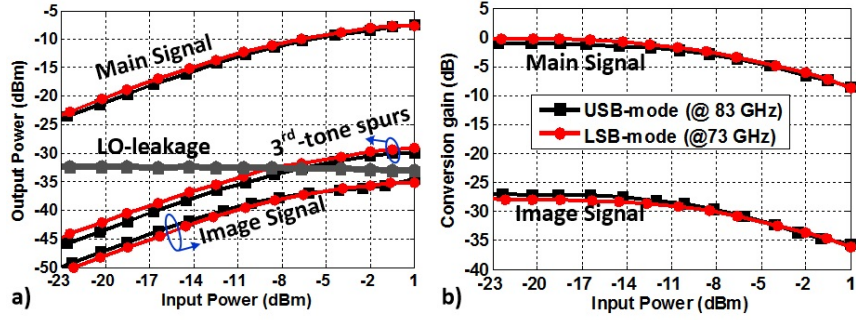 -5
-10
-15
-20
-25
-30
-35
-40
-45
-50
Output Power (dBm)
Main Signal
LO-leakage
3rd-tone spurs
Image Signal
-23 -20 -17 -14 -11 -8 -5 -2 1
Input Power (dBm)
a)
5
0
-5
-10
-15
-20
-25
-30
-35
-40
Conversion gain (dB)
Main Signal
USB-mode (@ 83 GHz)
LSB-mode (@73 GHz)
Image Signal
-23 -20 -17 -14 -11 -8 -5 -2 1
Input Power (dBm)
b)